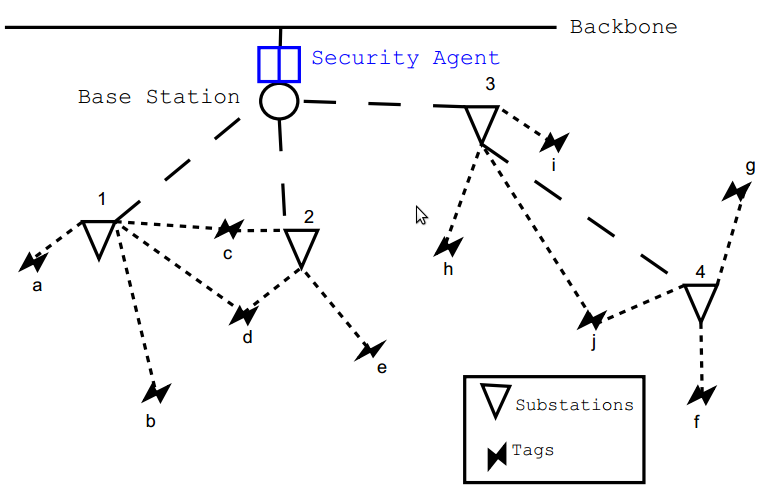 Backbone
Security Agent
Base Station
3
i
g
1
2
c
a
h
4
d
j
e
b
f
Substations
Tags